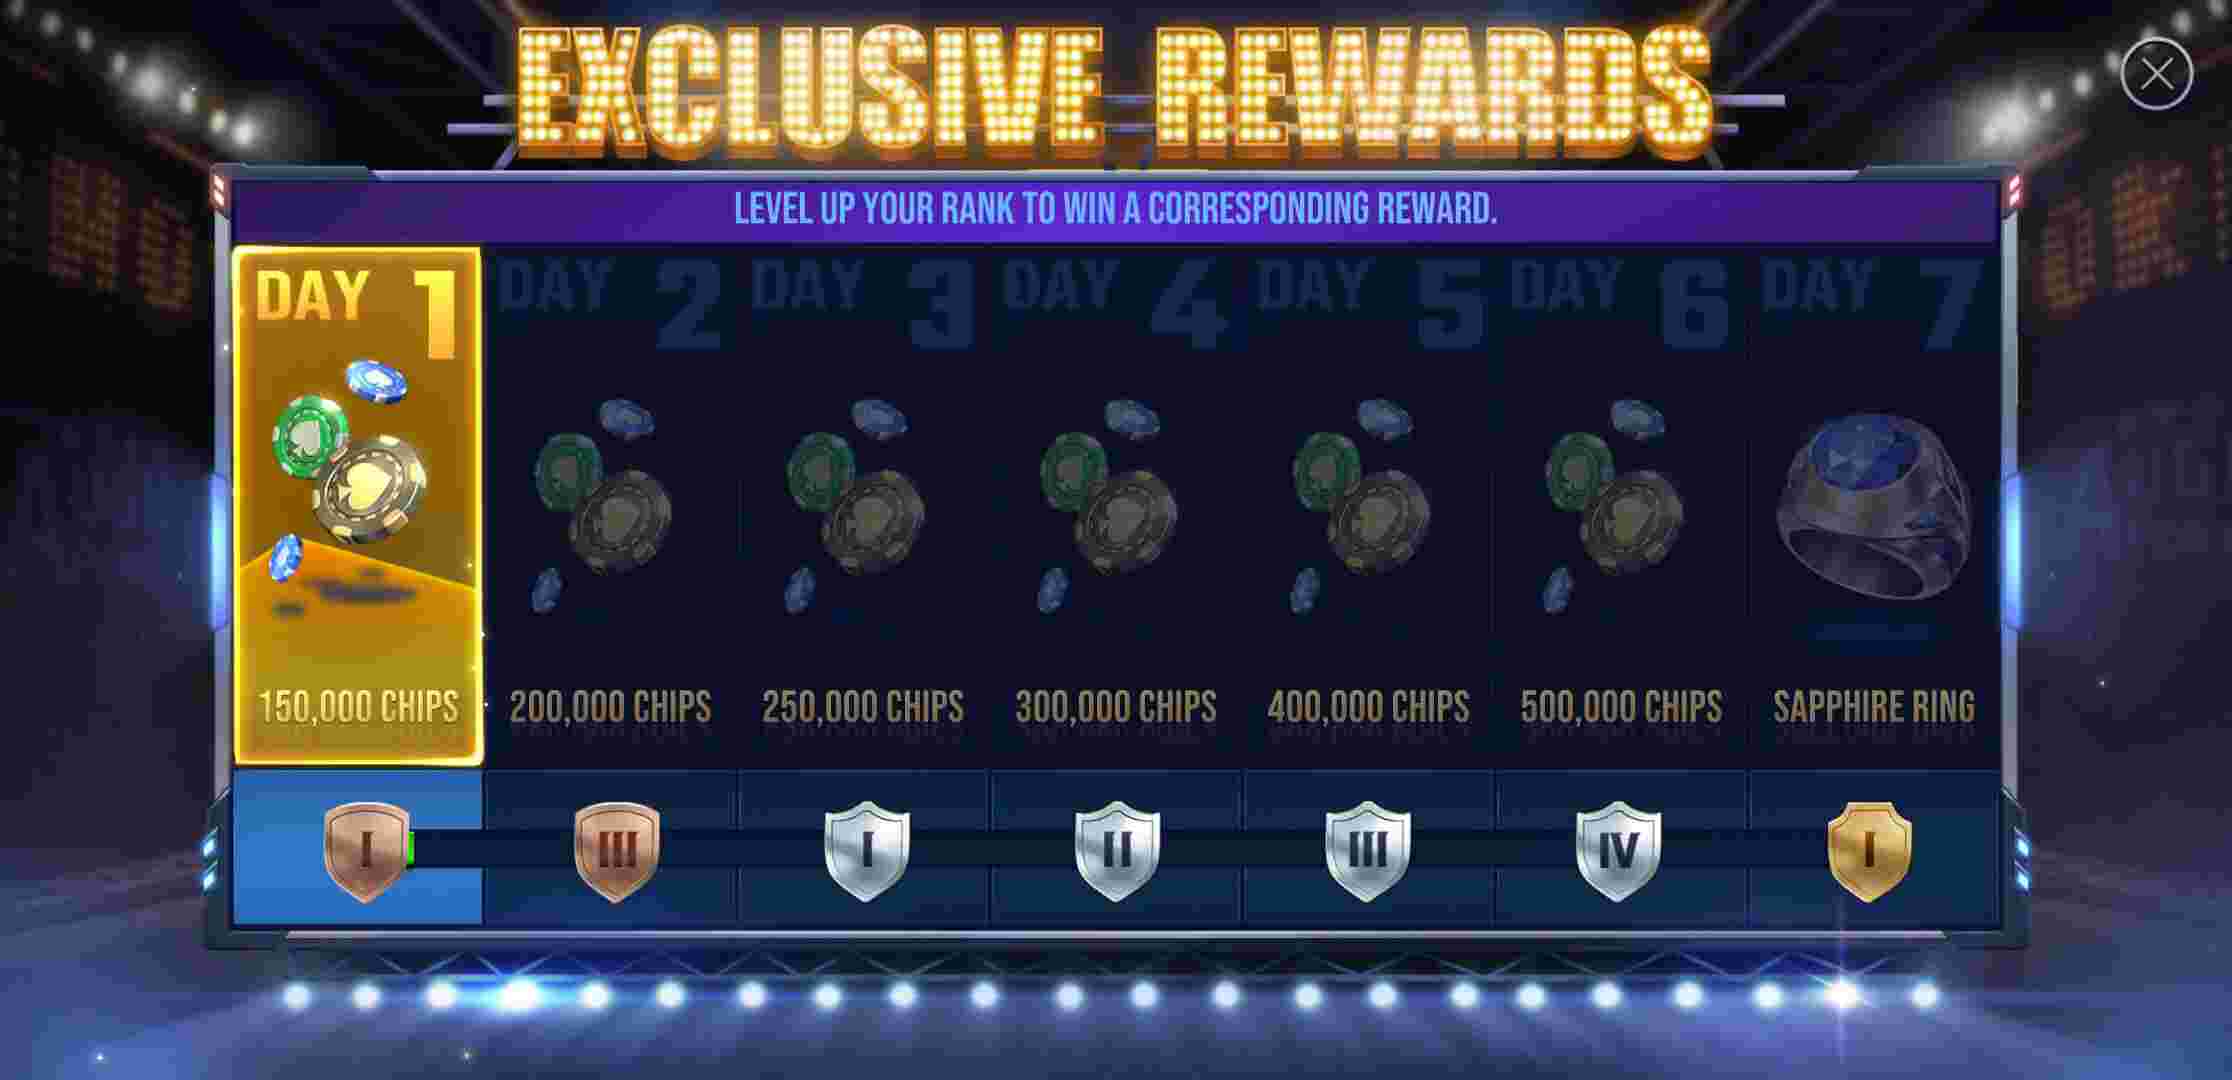 EXCLUSIVE REWARDS
LEVEL UP YOUR RANK TO WIN A CORRESPONDING REWARD.
DAY 1
DAY 2
DAY 3
DAY 4
DAY 5
DAY 6
DAY 7
150,000 CHIPS
200,000 CHIPS
250,000 CHIPS
300,000 CHIPS
400,000 CHIPS
500,000 CHIPS
SAPPHIRE RING
I
III
I
II
III
IV
I